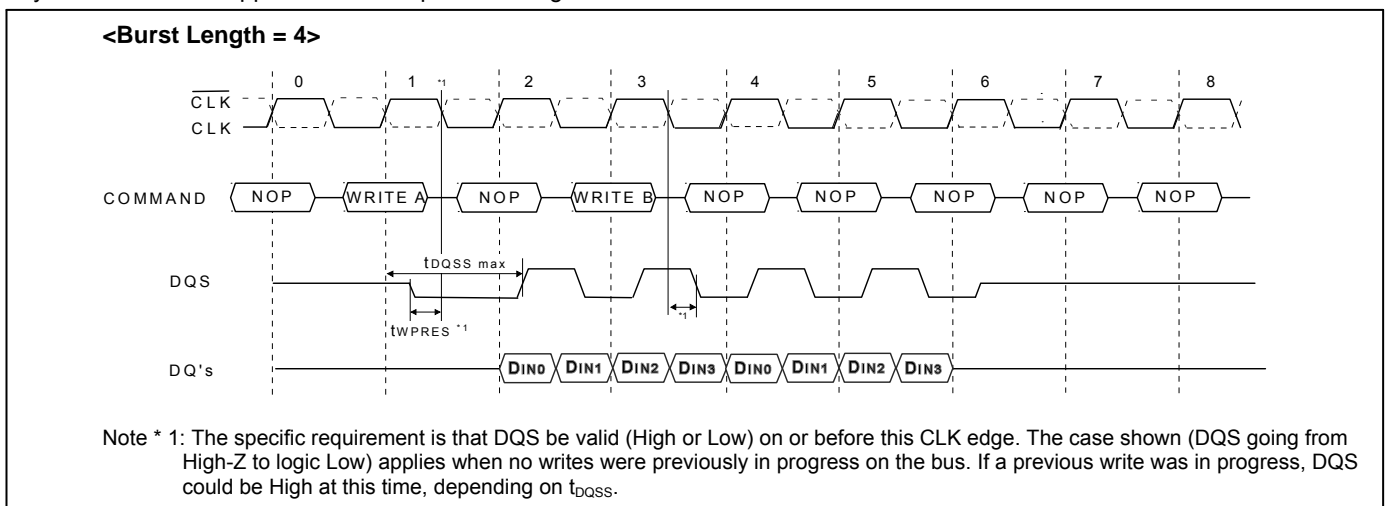 <Burst Length = 4>
0 1 *1 2 3 4 5 6 7 8
CLK
CLK
COMMAND NOP WRITE A NOP WRITE B NOP NOP NOP NOP NOP
tDQSS max
DQS
*1
tWPRES *1
DQ's DIN0 DIN1 DIN2 DIN3 DIN0 DIN1 DIN2 DIN3
Note * 1: The specific requirement is that DQS be valid (High or Low) on or before this CLK edge. The case shown (DQS going from
High-Z to logic Low) applies when no writes were previously in progress on the bus. If a previous write was in progress, DQS
could be High at this time, depending on tDQSS.